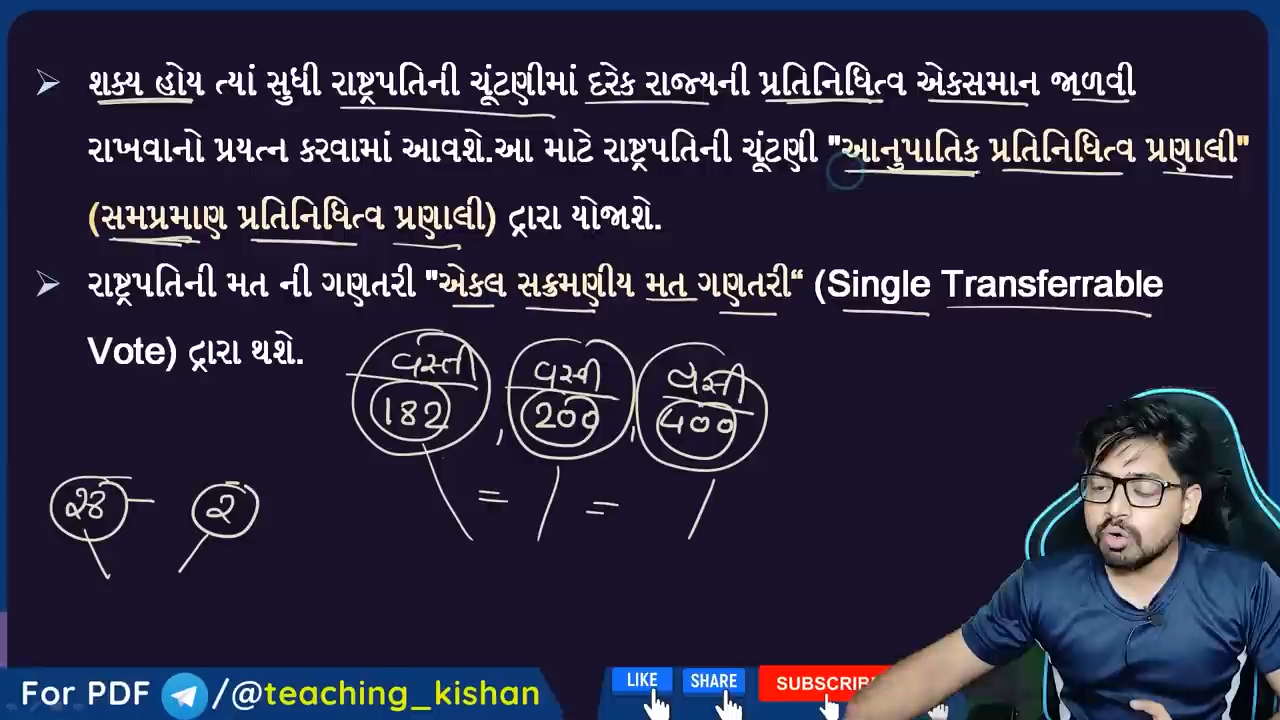 ➢ શક્ય હોય ત્યાં સુધી રાષ્ટ્રપતિની ચૂંટણીમાં દરેક રાજ્યની પ્રતિનિધિત્વ એકસમાન જાળવી
રાખવાનો પ્રયત્ન કરવામાં આવશે.આ માટે રાષ્ટ્રપતિની ચૂંટણી "આનુપાતિક પ્રતિનિધિત્વ પ્રણાલી"
(સમપ્રમાણ પ્રતિનિધિત્વ પ્રણાલી) દ્રારા યોજાશે.
➢ રાષ્ટ્રપતિની મત ની ગણતરી "એકલ સક્રમણીય મત ગણતરી“ (Single Transferrable
Vote) દ્રારા થશે.
વસ્તી વસ્તી વસ્તી
182 , 200 , 400
= =
For PDF /@teaching_kishan
LIKE SHARE SUBSCRIBE